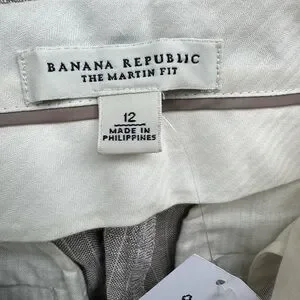 BANANA REPUBLIC
THE MARTIN FIT
12
MADE IN
PHILIPPINES